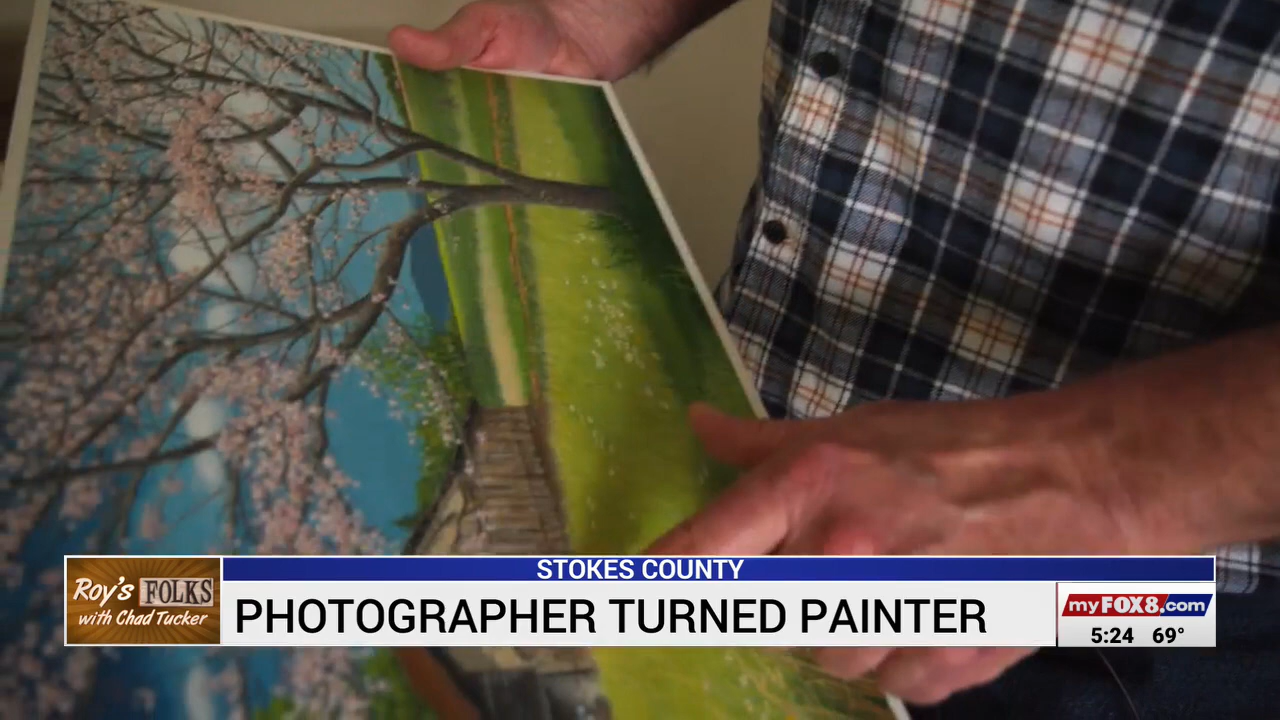 STOKES COUNTY
Roy's FOLKS
with Chad Tucker
PHOTOGRAPHER TURNED PAINTER
myFOX8.com
5:24 69°